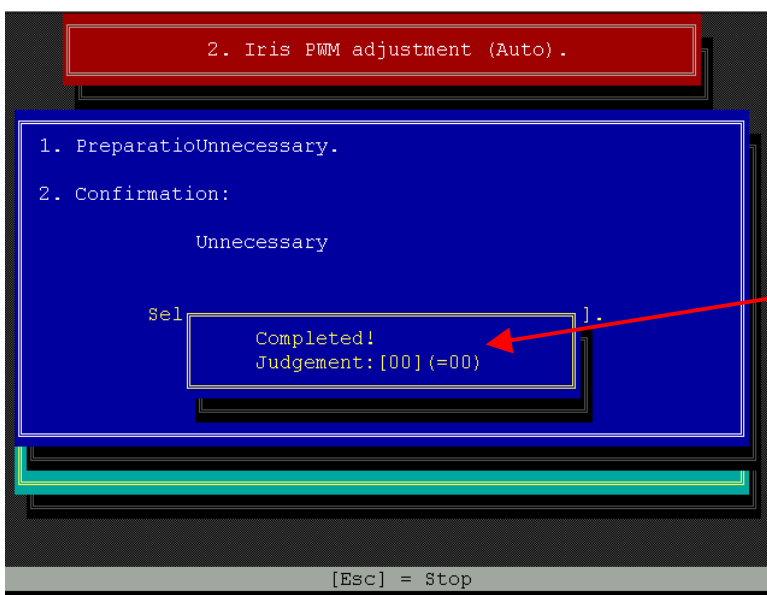 2. Iris PWM adjustment (Auto).
1. PreparatioUnnecessary.
2. Confirmation:
Unnecessary
Sel ].
Completed!
Judgement:[00](=00)
[Esc] = Stop